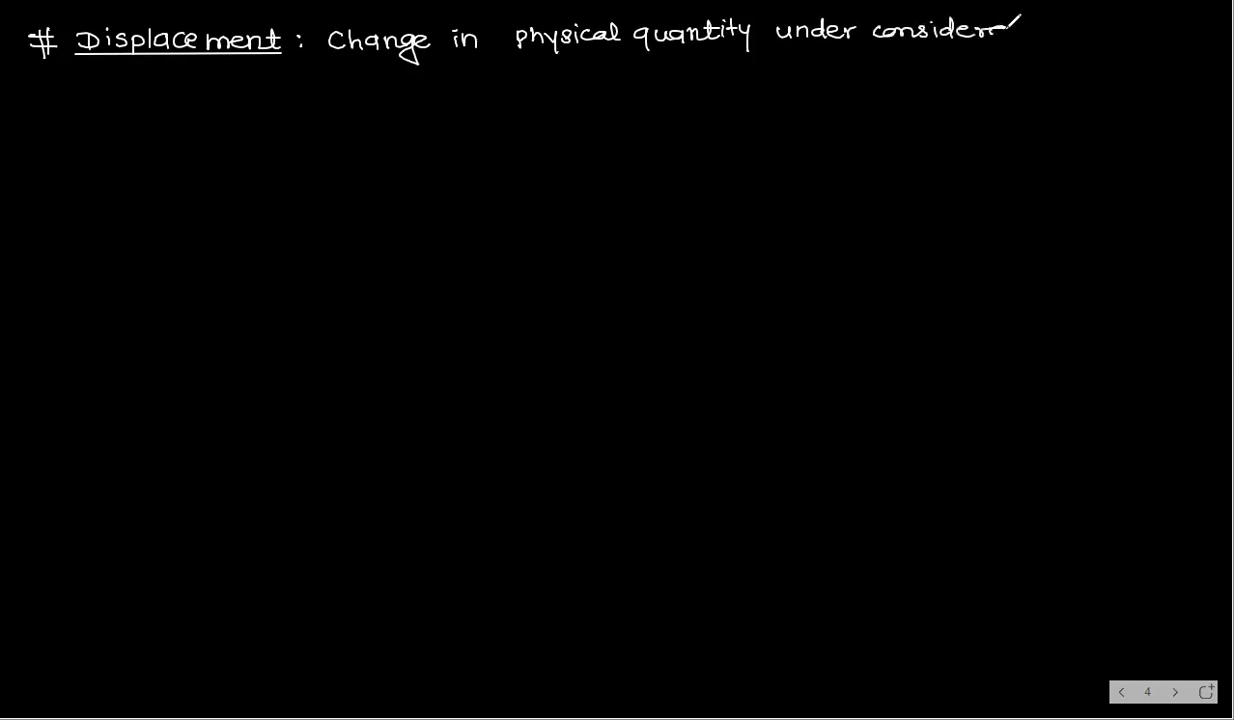 # Displacement : Change in physical quantity under consider
4